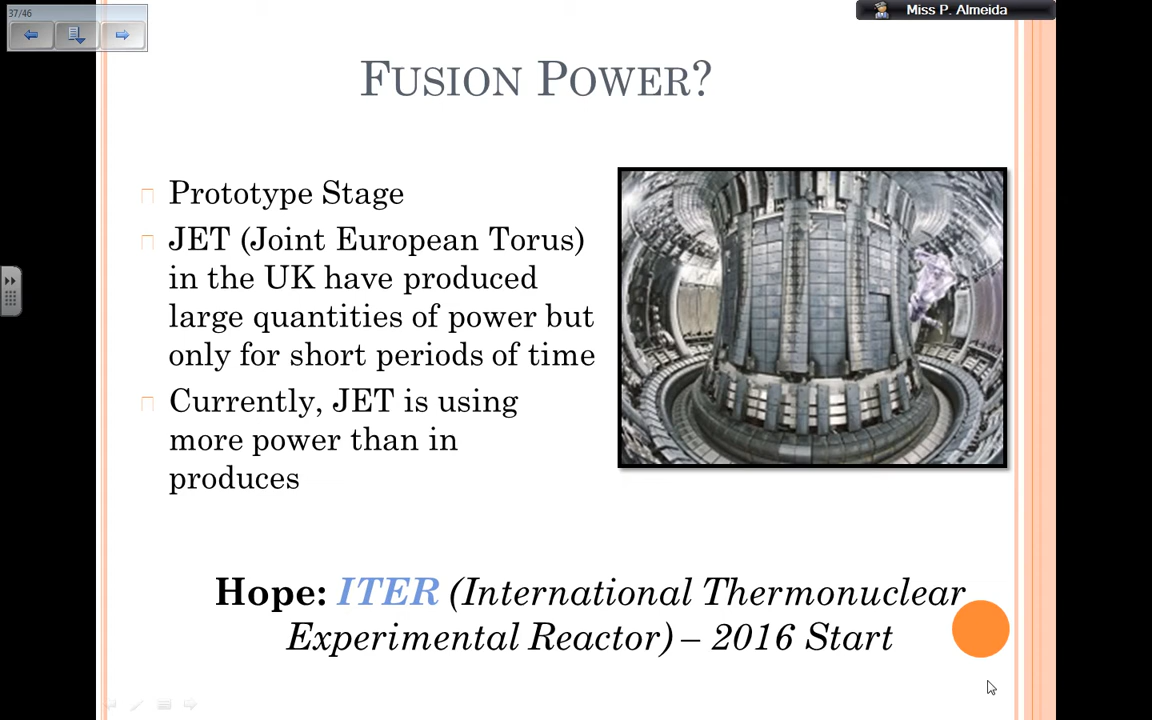 37/46
Miss P. Almeida
FUSION POWER?
Prototype Stage
JET (Joint European Torus)
in the UK have produced
large quantities of power but
only for short periods of time
Currently, JET is using
more power than in
produces
Hope: ITER (International Thermonuclear
Experimental Reactor) – 2016 Start